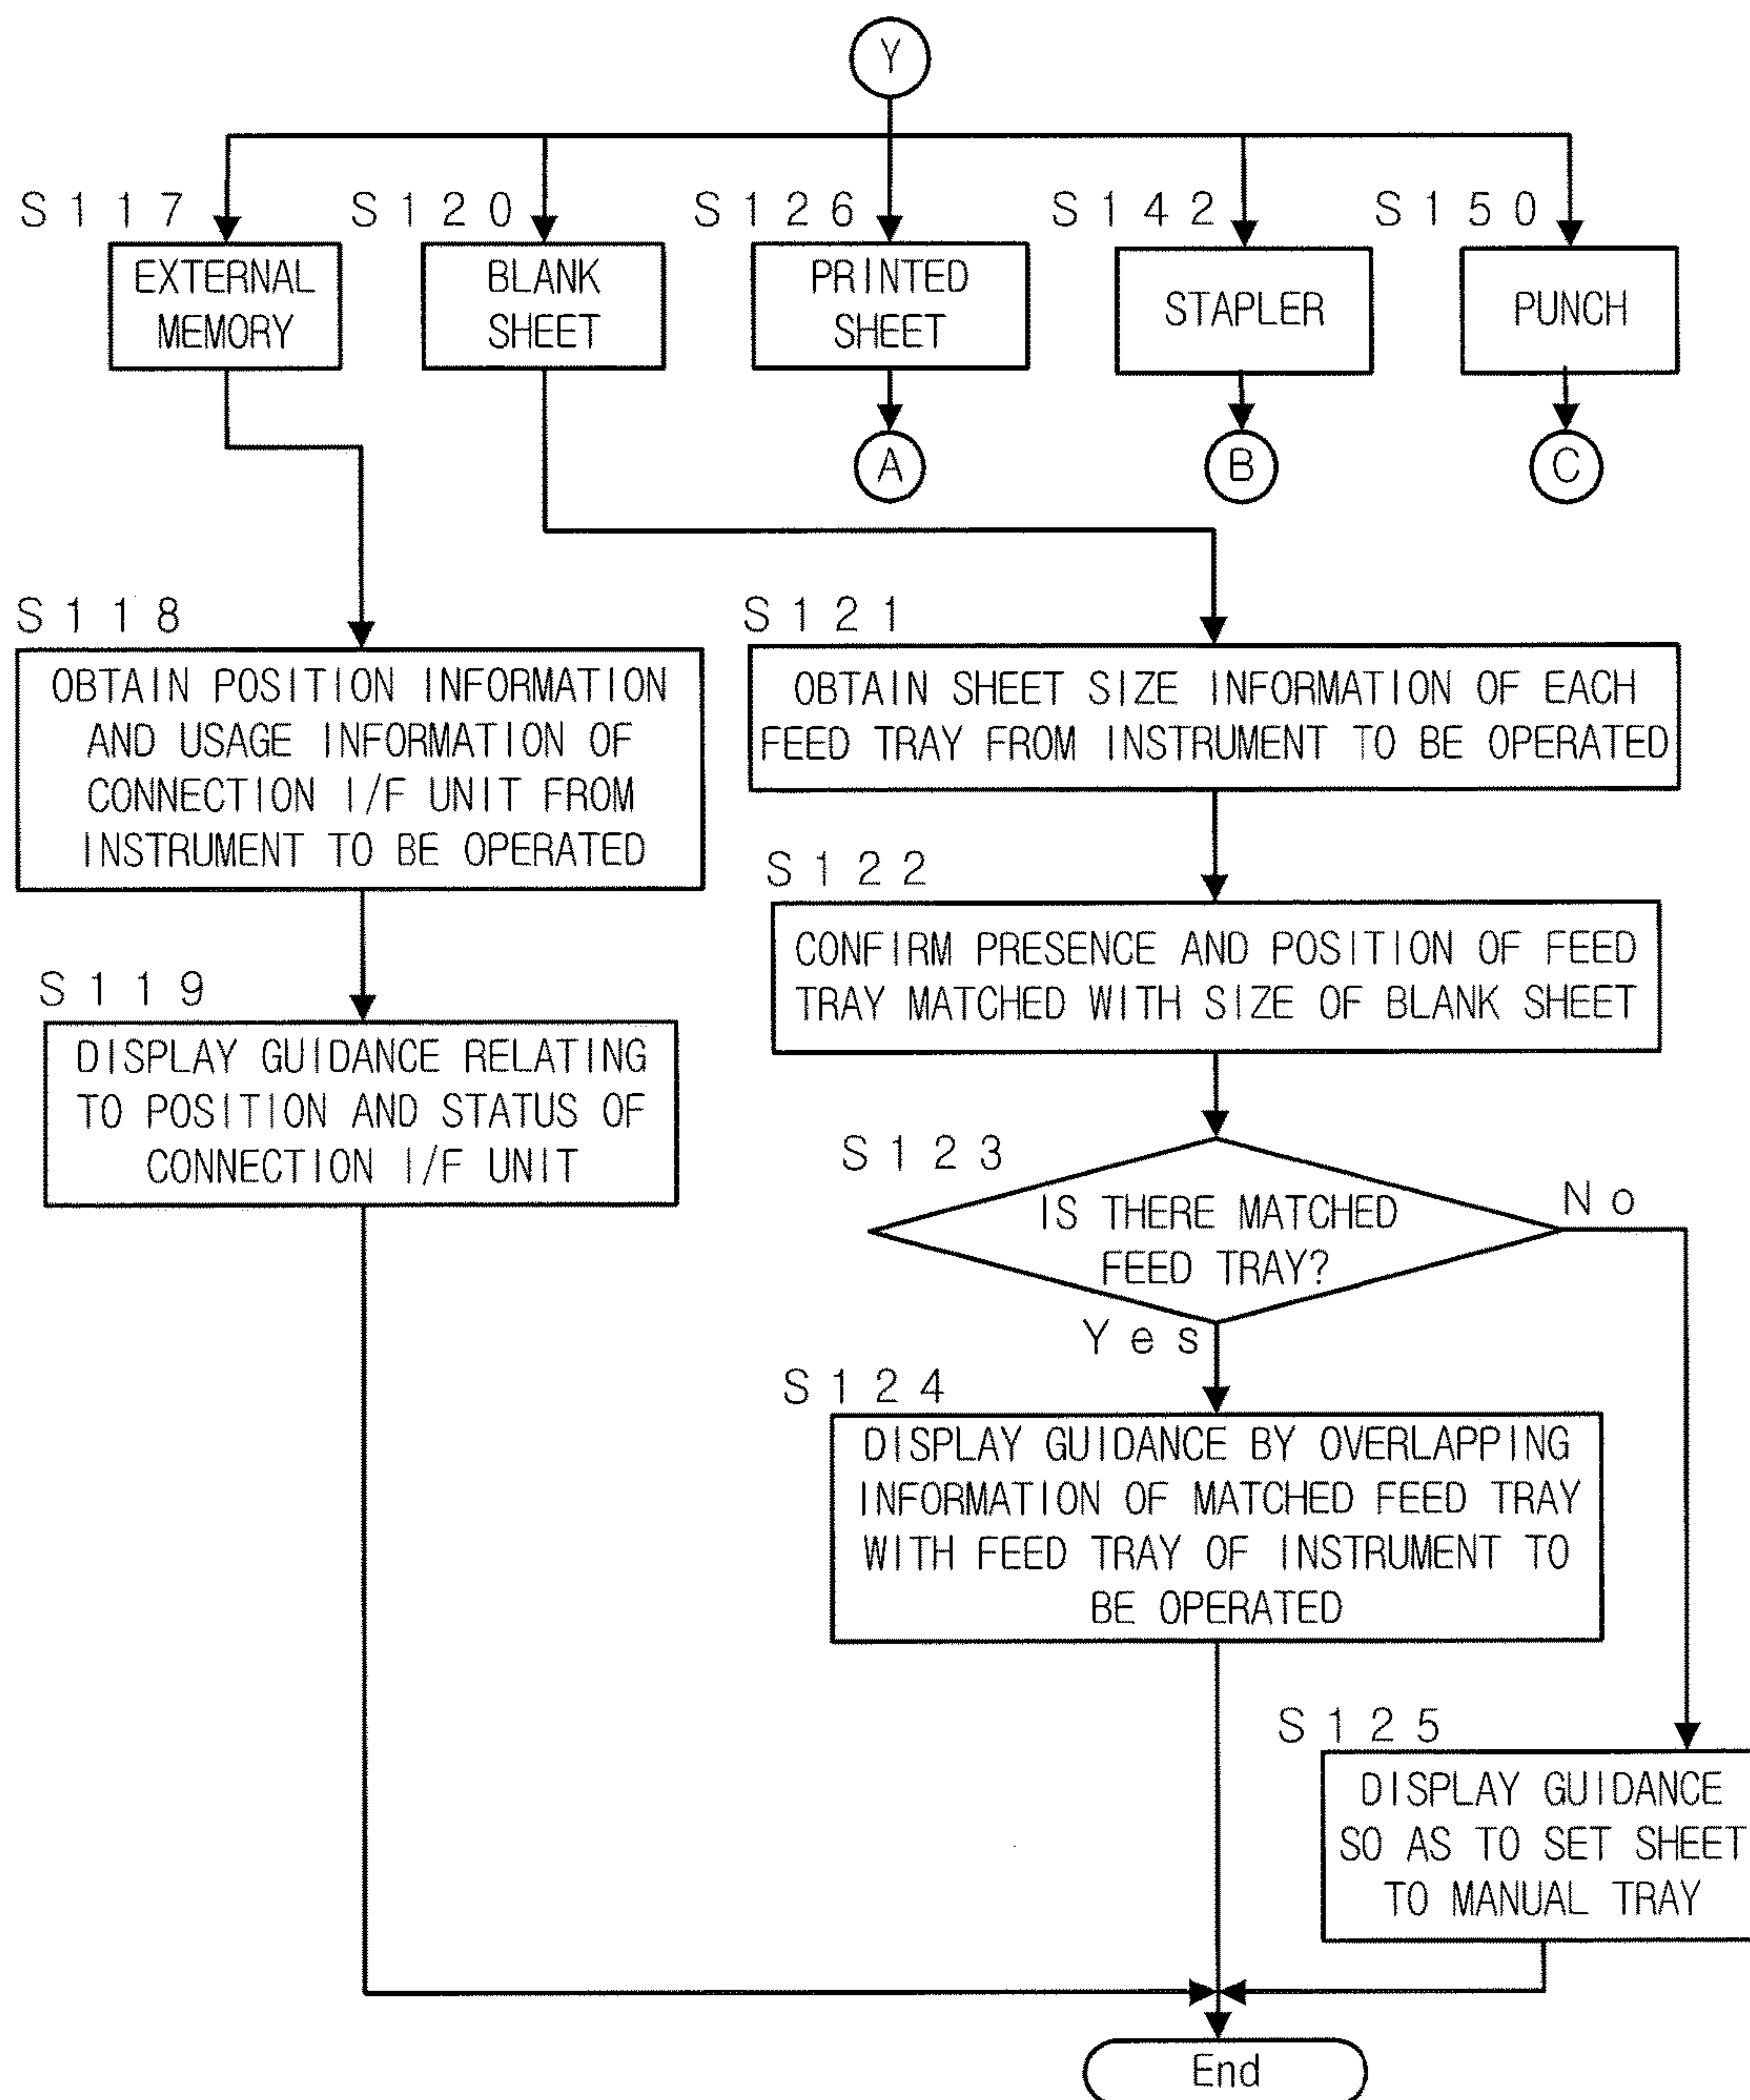 Y
S117
EXTERNAL
MEMORY
S120
BLANK
SHEET
S126
PRINTED
SHEET
S142
STAPLER
S150
PUNCH
A
B
C
S118
OBTAIN POSITION INFORMATION
AND USAGE INFORMATION OF
CONNECTION I/F UNIT FROM
INSTRUMENT TO BE OPERATED
S119
DISPLAY GUIDANCE RELATING
TO POSITION AND STATUS OF
CONNECTION I/F UNIT
S121
OBTAIN SHEET SIZE INFORMATION OF EACH
FEED TRAY FROM INSTRUMENT TO BE OPERATED
S122
CONFIRM PRESENCE AND POSITION OF FEED
TRAY MATCHED WITH SIZE OF BLANK SHEET
S123
IS THERE MATCHED
FEED TRAY?
No
Yes
S124
DISPLAY GUIDANCE BY OVERLAPPING
INFORMATION OF MATCHED FEED TRAY
WITH FEED TRAY OF INSTRUMENT TO
BE OPERATED
S125
DISPLAY GUIDANCE
SO AS TO SET SHEET
TO MANUAL TRAY
End